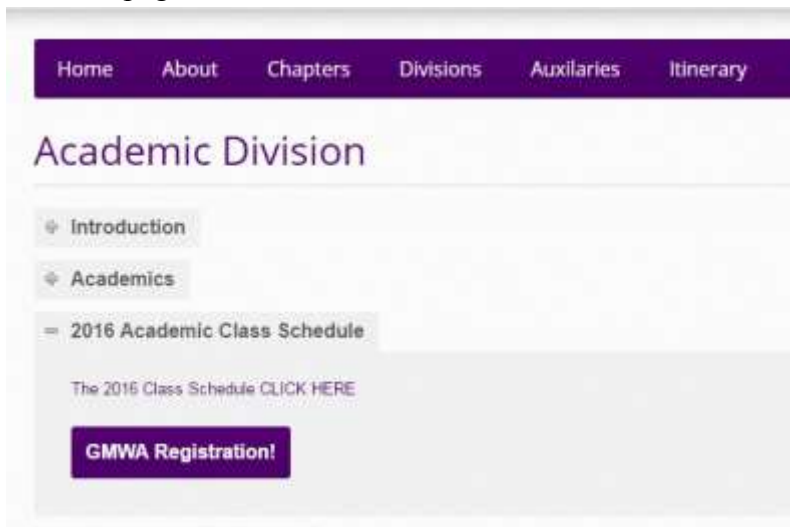 Home About Chapters Divisions Auxilaries Itinerary
Academic Division
Introduction
Academics
2016 Academic Class Schedule
The 2016 Class Schedule CLICK HERE
GMWA Registration!